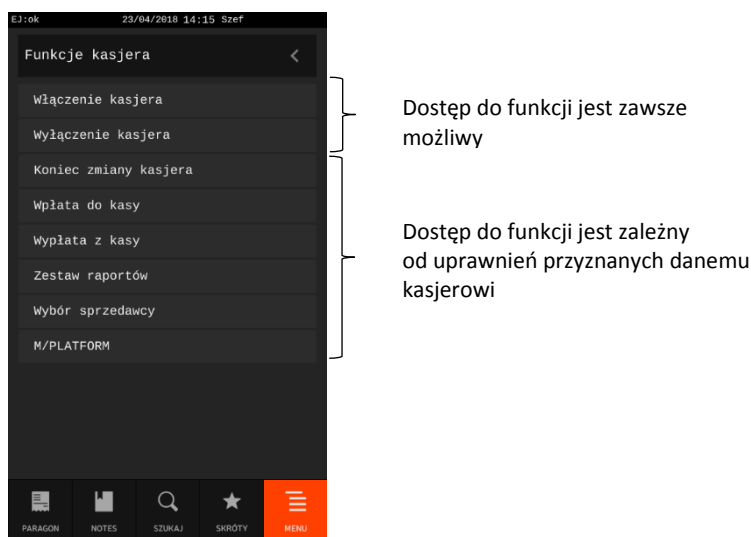 EJ:ok 23/04/2018 14:15 Szef
Funkcje kasjera
Włączenie kasjera
Wyłączenie kasjera
Koniec zmiany kasjera
Wpłata do kasy
Wypłata z kasy
Zestaw raportów
Wybór sprzedawcy
M/PLATFORM
PARAGON NOTES SZUKAJ SKRÓTY MENU
Dostęp do funkcji jest zawsze
możliwy
Dostęp do funkcji jest zależny
od uprawnień przyznanych danemu
kasjerowi